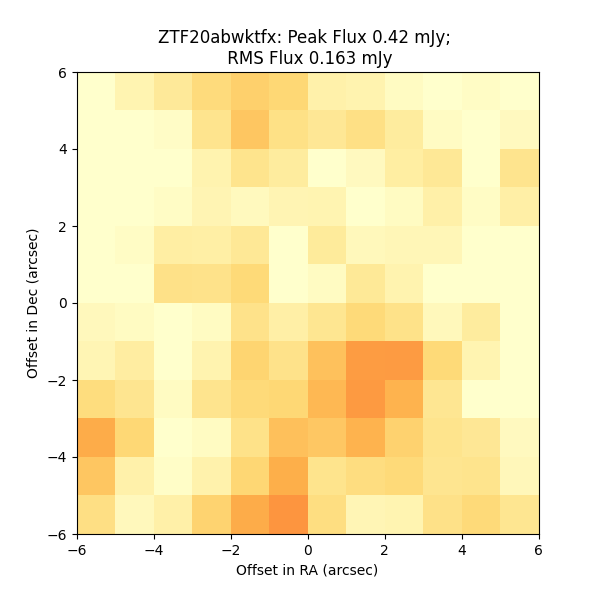 ZTF20abwktfx: Peak Flux 0.42 mJy;
RMS Flux 0.163 mJy
6
4
2
0
−2
−4
−6
Offset in Dec (arcsec)
−6 −4 −2 0 2 4 6
Offset in RA (arcsec)